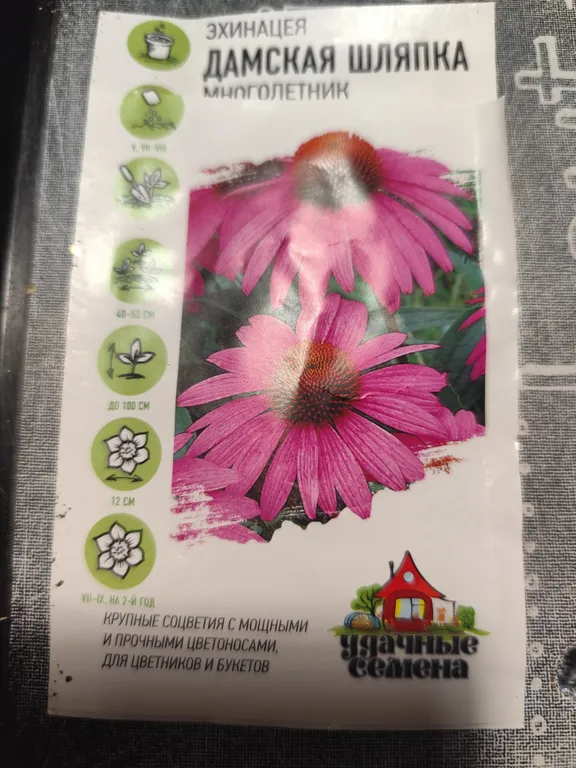 ЭХИНАЦЕЯ
ДАМСКАЯ ШЛЯПКА
МНОГОЛЕТНИК
V, VII-VIII
40-50 СМ
ДО 100 СМ
12 СМ
VII-IX, НА 2-Й ГОД
КРУПНЫЕ СОЦВЕТИЯ С МОЩНЫМИ
И ПРОЧНЫМИ ЦВЕТОНОСАМИ,
ДЛЯ ЦВЕТНИКОВ И БУКЕТОВ
удачные
семена